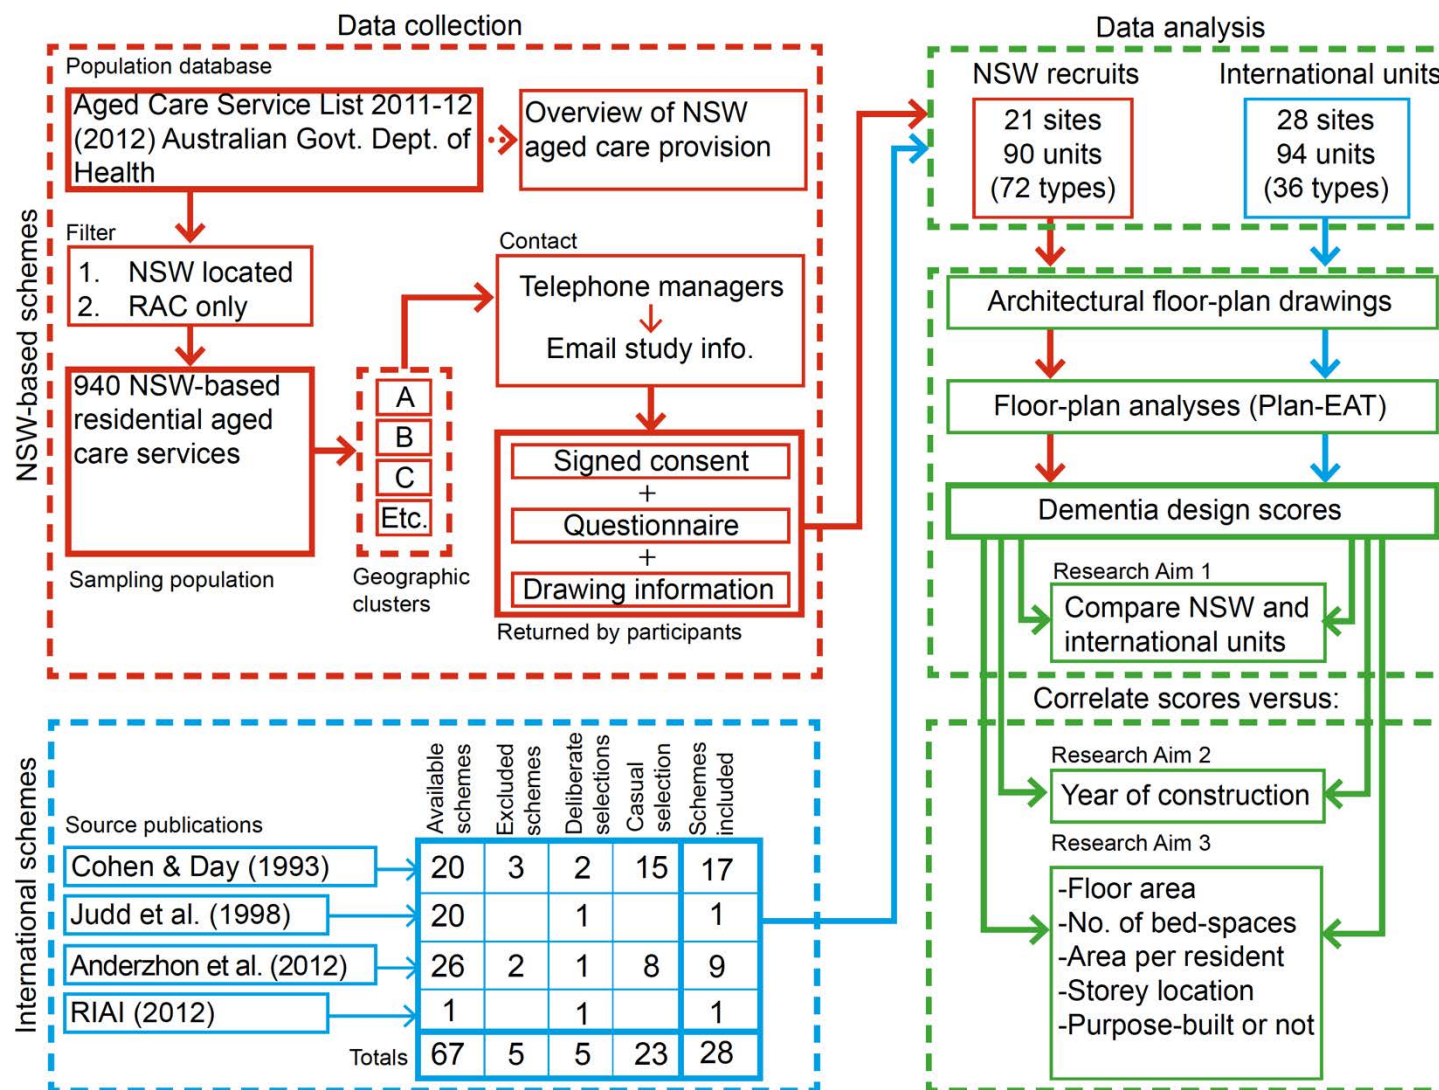 Data collection
NSW-based schemes
Population database
Aged Care Service List 2011-12
(2012) Australian Govt. Dept. of
Health
Overview of NSW
aged care provision
Filter
1. NSW located
2. RAC only
940 NSW-based
residential aged
care services
Sampling population
A
B
C
Etc.
Geographic
clusters
Contact
Telephone managers
Email study info.
Signed consent
+
Questionnaire
+
Drawing information
Returned by participants
International schemes
Source publications
Available
schemes
Excluded
schemes
Deliberate
selections
Casual
selection
Schemes
included
Cohen & Day (1993) 20 3 2 15 17
Judd et al. (1998) 20 1 1
Anderzhon et al. (2012) 26 2 1 8 9
RIAI (2012) 1 1 1
Totals 67 5 5 23 28
Data analysis
NSW recruits
21 sites
90 units
(72 types)
International units
28 sites
94 units
(36 types)
Architectural floor-plan drawings
Floor-plan analyses (Plan-EAT)
Dementia design scores
Research Aim 1
Compare NSW and
international units
Correlate scores versus:
Research Aim 2
Year of construction
Research Aim 3
-Floor area
-No. of bed-spaces
-Area per resident
-Storey location
-Purpose-built or not